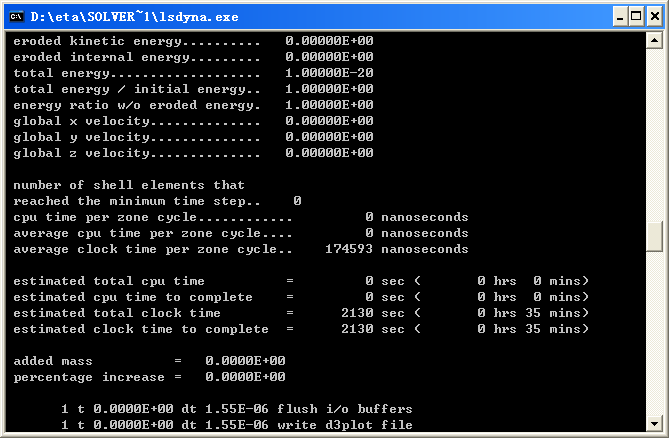 D:\eta\SOLVER~1\lsdyna.exe
eroded kinetic energy..........   0.00000E+00
eroded internal energy.........   0.00000E+00
total energy...................   1.00000E-20
total energy / initial energy..   1.00000E+00
energy ratio w/o eroded energy.   1.00000E+00
global x velocity..............   0.00000E+00
global y velocity..............   0.00000E+00
global z velocity..............   0.00000E+00
number of shell elements that
reached the minimum time step..    0
cpu time per zone cycle............         0 nanoseconds
average cpu time per zone cycle....         0 nanoseconds
average clock time per zone cycle..    174593 nanoseconds
estimated total cpu time          =         0 sec (       0 hrs  0 mins)
estimated cpu time to complete    =         0 sec (       0 hrs  0 mins)
estimated total clock time        =      2130 sec (       0 hrs 35 mins)
estimated clock time to complete  =      2130 sec (       0 hrs 35 mins)
added mass          =   0.0000E+00
percentage increase =   0.0000E+00
1 t 0.0000E+00 dt 1.55E-06 flush i/o buffers
1 t 0.0000E+00 dt 1.55E-06 write d3plot file